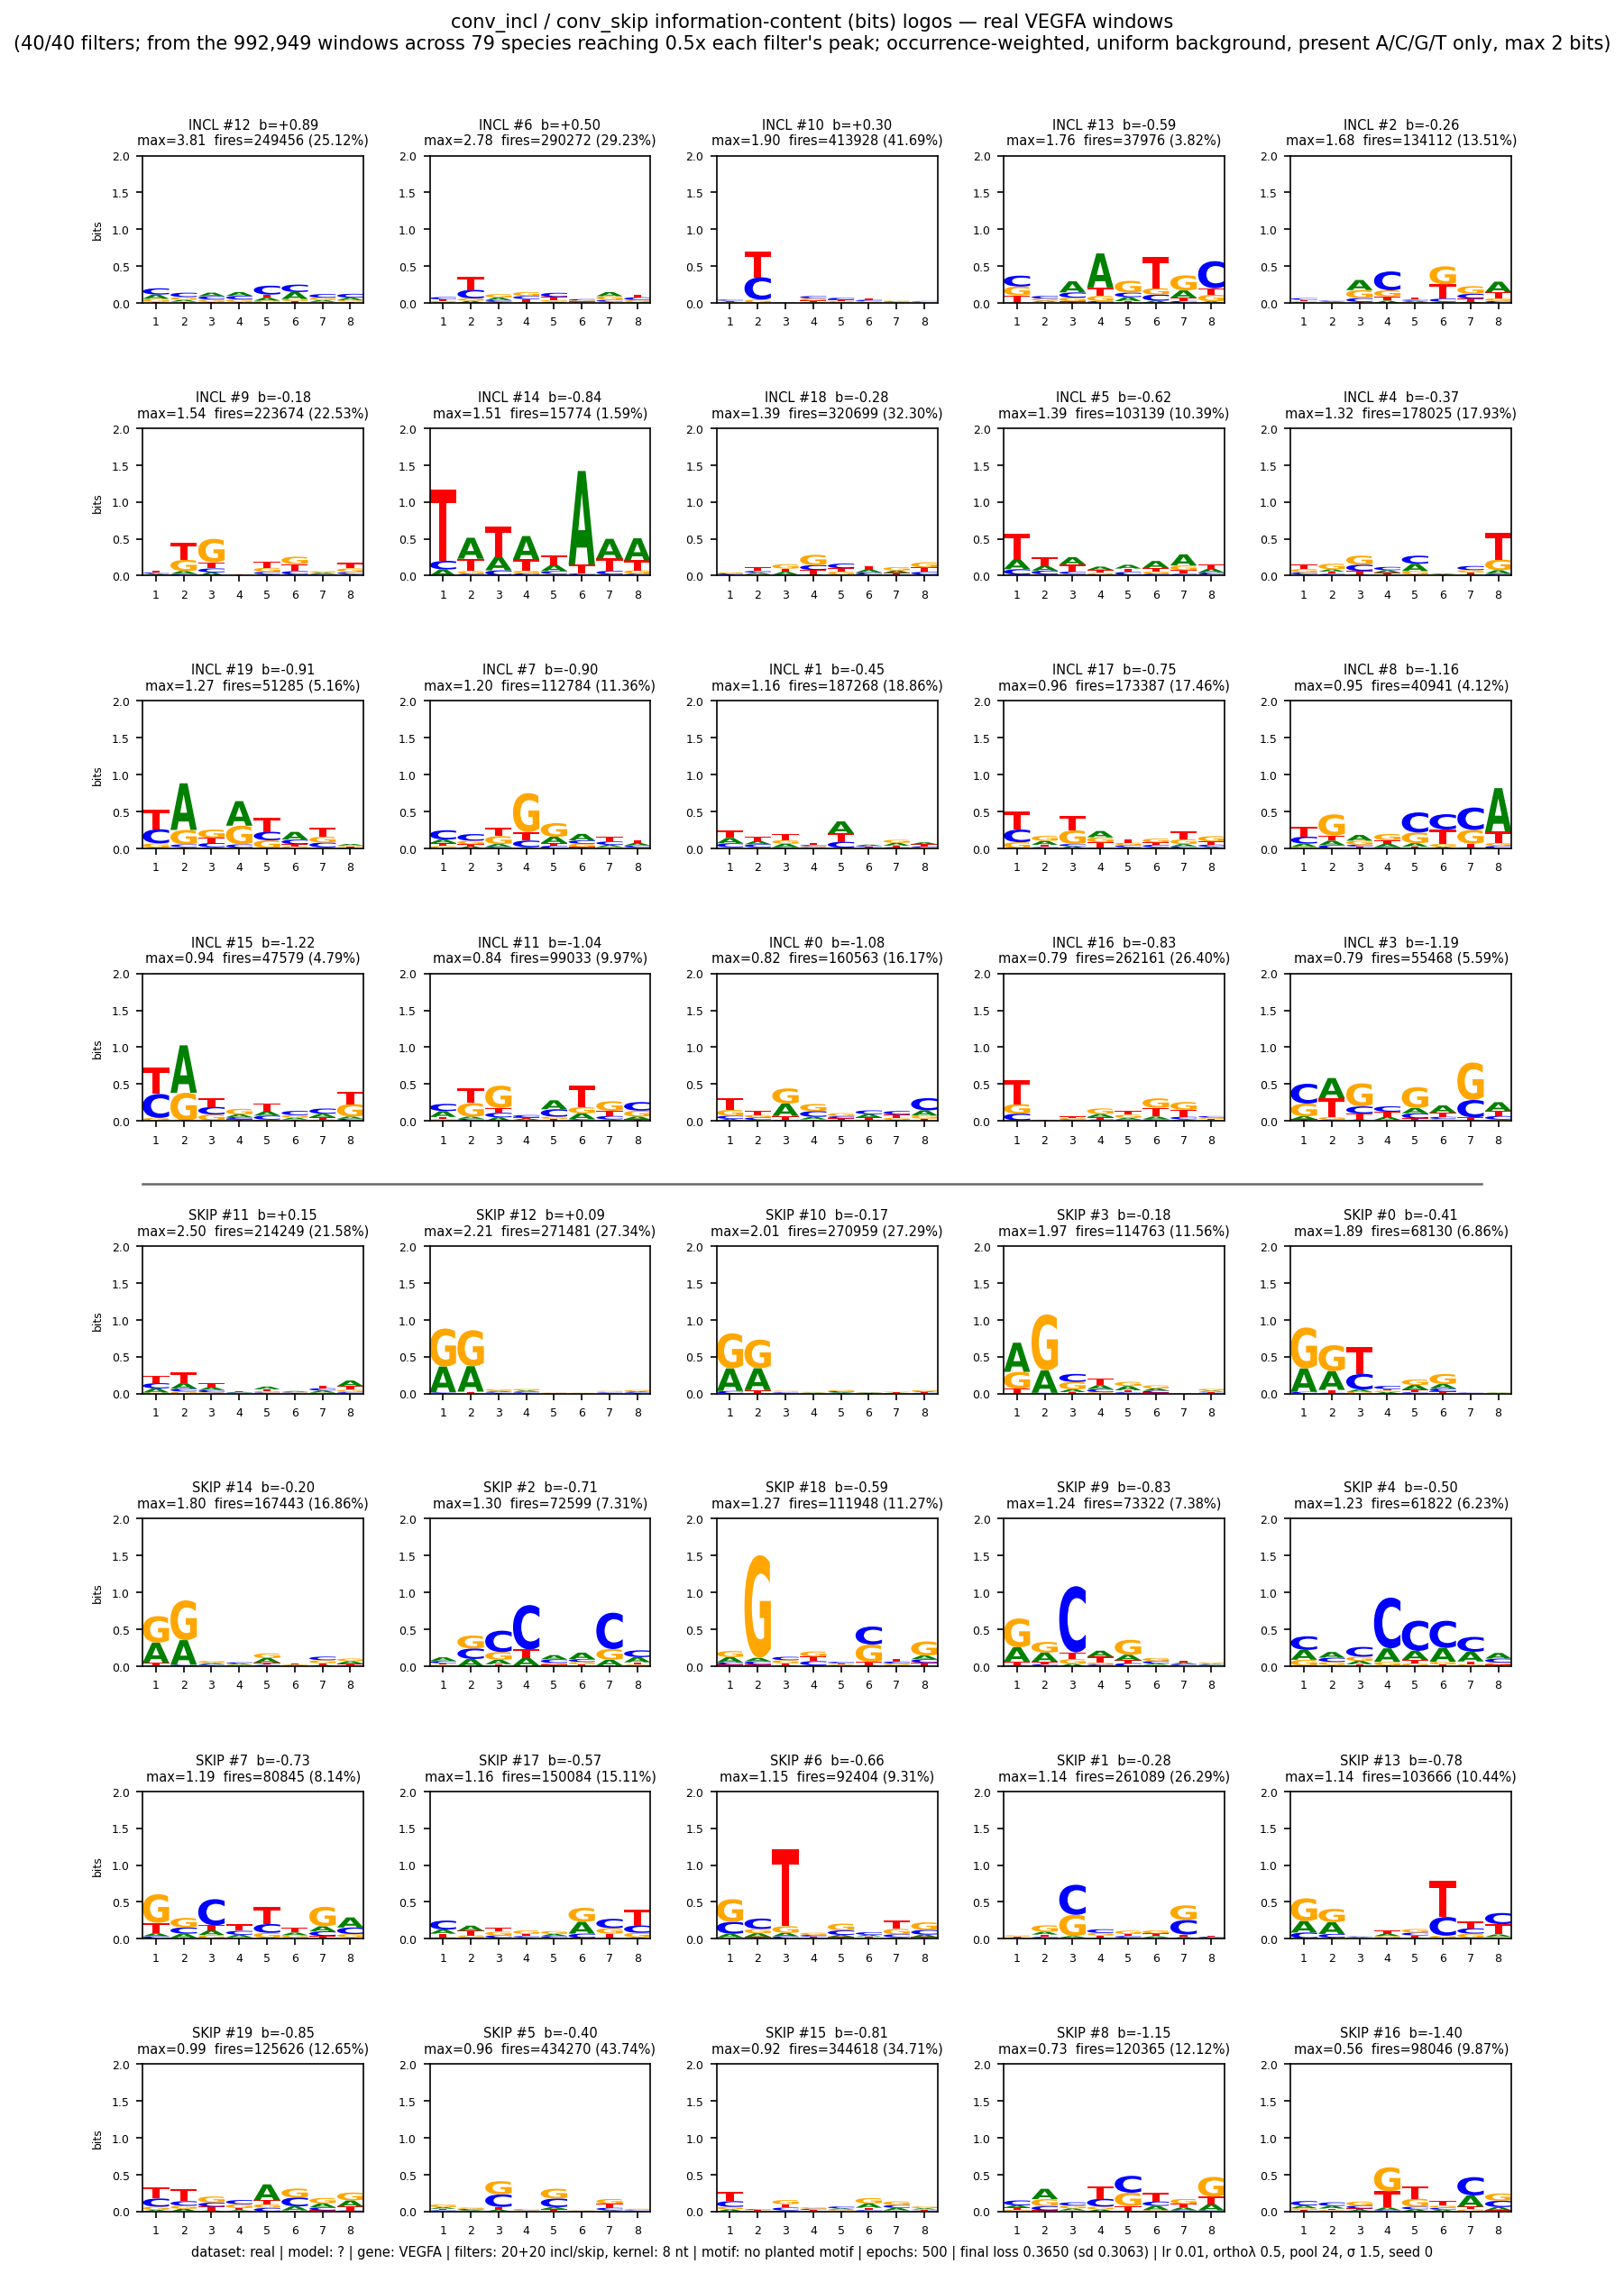 conv_incl / conv_skip information-content (bits) logos — real VEGFA windows
(40/40 filters; from the 992,949 windows across 79 species reaching 0.5x each filter's peak; occurrence-weighted, uniform background, present A/C/G/T only, max 2 bits)
INCL #12 b=+0.89
max=3.81 fires=249456 (25.12%)
INCL #6 b=+0.50
max=2.78 fires=290272 (29.23%)
INCL #10 b=+0.30
max=1.90 fires=413928 (41.69%)
INCL #13 b=-0.59
max=1.76 fires=37976 (3.82%)
INCL #2 b=-0.26
max=1.68 fires=134112 (13.51%)
bits
INCL #9 b=-0.18
max=1.54 fires=223674 (22.53%)
INCL #14 b=-0.84
max=1.51 fires=15774 (1.59%)
INCL #18 b=-0.28
max=1.39 fires=320699 (32.30%)
INCL #5 b=-0.62
max=1.39 fires=103139 (10.39%)
INCL #4 b=-0.37
max=1.32 fires=178025 (17.93%)
bits
INCL #19 b=-0.91
max=1.27 fires=51285 (5.16%)
INCL #7 b=-0.90
max=1.20 fires=112784 (11.36%)
INCL #1 b=-0.45
max=1.16 fires=187268 (18.86%)
INCL #17 b=-0.75
max=0.96 fires=173387 (17.46%)
INCL #8 b=-1.16
max=0.95 fires=40941 (4.12%)
bits
INCL #15 b=-1.22
max=0.94 fires=47579 (4.79%)
INCL #11 b=-1.04
max=0.84 fires=99033 (9.97%)
INCL #0 b=-1.08
max=0.82 fires=160563 (16.17%)
INCL #16 b=-0.83
max=0.79 fires=262161 (26.40%)
INCL #3 b=-1.19
max=0.79 fires=55468 (5.59%)
bits
SKIP #11 b=+0.15
max=2.50 fires=214249 (21.58%)
SKIP #12 b=+0.09
max=2.21 fires=271481 (27.34%)
SKIP #10 b=-0.17
max=2.01 fires=270959 (27.29%)
SKIP #3 b=-0.18
max=1.97 fires=114763 (11.56%)
SKIP #0 b=-0.41
max=1.89 fires=68130 (6.86%)
bits
SKIP #14 b=-0.20
max=1.80 fires=167443 (16.86%)
SKIP #2 b=-0.71
max=1.30 fires=72599 (7.31%)
SKIP #18 b=-0.59
max=1.27 fires=111948 (11.27%)
SKIP #9 b=-0.83
max=1.24 fires=73322 (7.38%)
SKIP #4 b=-0.50
max=1.23 fires=61822 (6.23%)
bits
SKIP #7 b=-0.73
max=1.19 fires=80845 (8.14%)
SKIP #17 b=-0.57
max=1.16 fires=150084 (15.11%)
SKIP #6 b=-0.66
max=1.15 fires=92404 (9.31%)
SKIP #1 b=-0.28
max=1.14 fires=261089 (26.29%)
SKIP #13 b=-0.78
max=1.14 fires=103666 (10.44%)
bits
SKIP #19 b=-0.85
max=0.99 fires=125626 (12.65%)
SKIP #5 b=-0.40
max=0.96 fires=434270 (43.74%)
SKIP #15 b=-0.81
max=0.92 fires=344618 (34.71%)
SKIP #8 b=-1.15
max=0.73 fires=120365 (12.12%)
SKIP #16 b=-1.40
max=0.56 fires=98046 (9.87%)
bits
dataset: real | model: ? | gene: VEGFA | filters: 20+20 incl/skip, kernel: 8 nt | motif: no planted motif | epochs: 500 | final loss 0.3650 (sd 0.3063) | lr 0.01, orthoλ 0.5, pool 24, σ 1.5, seed 0